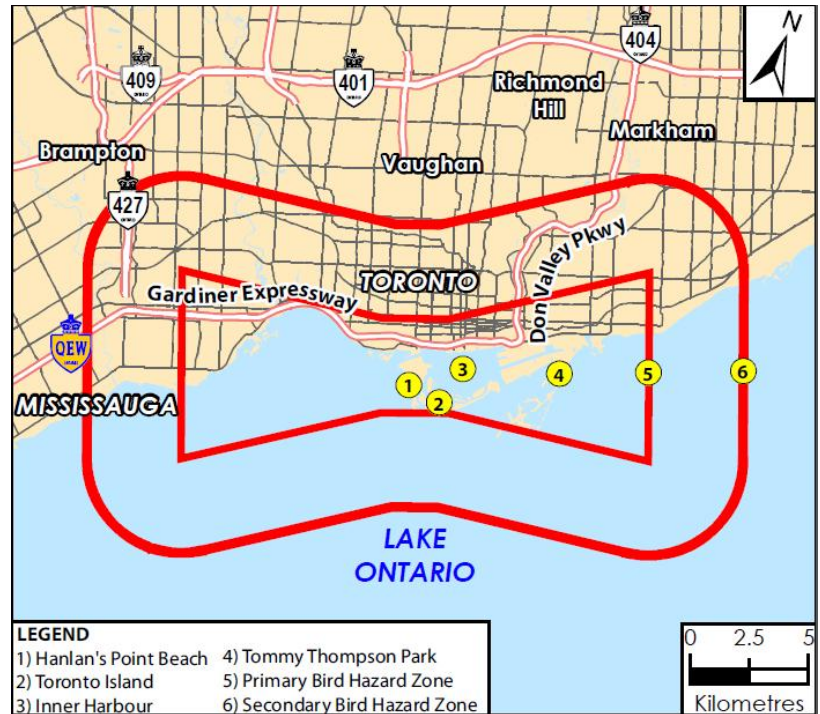 N
404
409
401
Richmond
Hill
Markham
Brampton
Vaughan
427
Don Valley Pkwy
TORONTO
Gardiner Expressway
QEW
MISSISSAUGA
1
2
3
4
5
6
LAKE
ONTARIO
LEGEND
1) Hanlan's Point Beach
2) Toronto Island
3) Inner Harbour
4) Tommy Thompson Park
5) Primary Bird Hazard Zone
6) Secondary Bird Hazard Zone
0 2.5 5
Kilometres